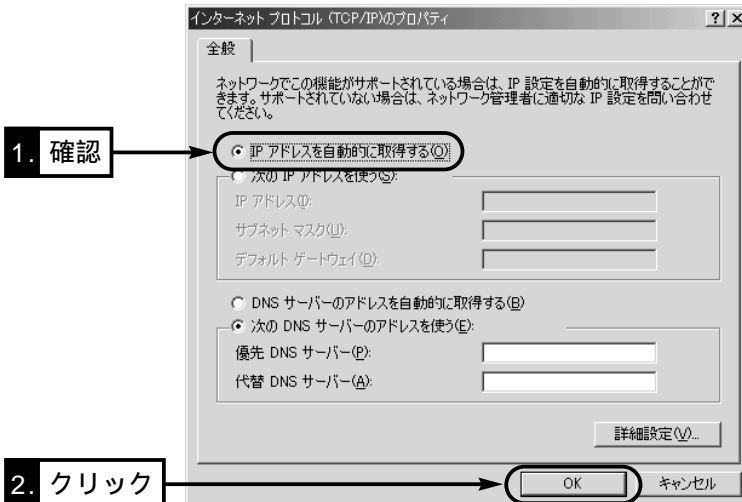 インターネット プロトコル (TCP/IP)のプロパティ
? ×
全般
ネットワークでこの機能がサポートされている場合は、IP 設定を自動的に取得することがで
きます。サポートされていない場合は、ネットワーク管理者に適切な IP 設定を問い合わせ
てください。
1. 確認
IP アドレスを自動的に取得する(O)
次の IP アドレスを使う(S):
IP アドレス(I):
サブネット マスク(U):
デフォルト ゲートウェイ(D):
DNS サーバーのアドレスを自動的に取得する(B)
次の DNS サーバーのアドレスを使う(E):
優先 DNS サーバー(P):
代替 DNS サーバー(A):
詳細設定(V)...
2. クリック
OK
キャンセル